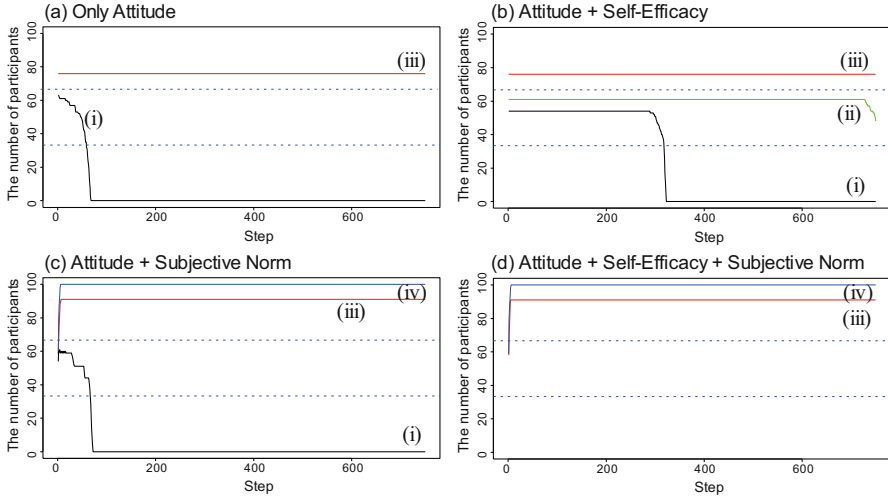 (a) Only Attitude
The number of participants
0 20 40 60 80 100
(iii)
(i)
0 200 400 600
Step
(b) Attitude + Self-Efficacy
The number of participants
0 20 40 60 80 100
(iii)
(ii)
(i)
0 200 400 600
Step
(c) Attitude + Subjective Norm
The number of participants
0 20 40 60 80 100
(iv)
(iii)
(i)
0 200 400 600
Step
(d) Attitude + Self-Efficacy + Subjective Norm
The number of participants
0 20 40 60 80 100
(iv)
(iii)
0 200 400 600
Step